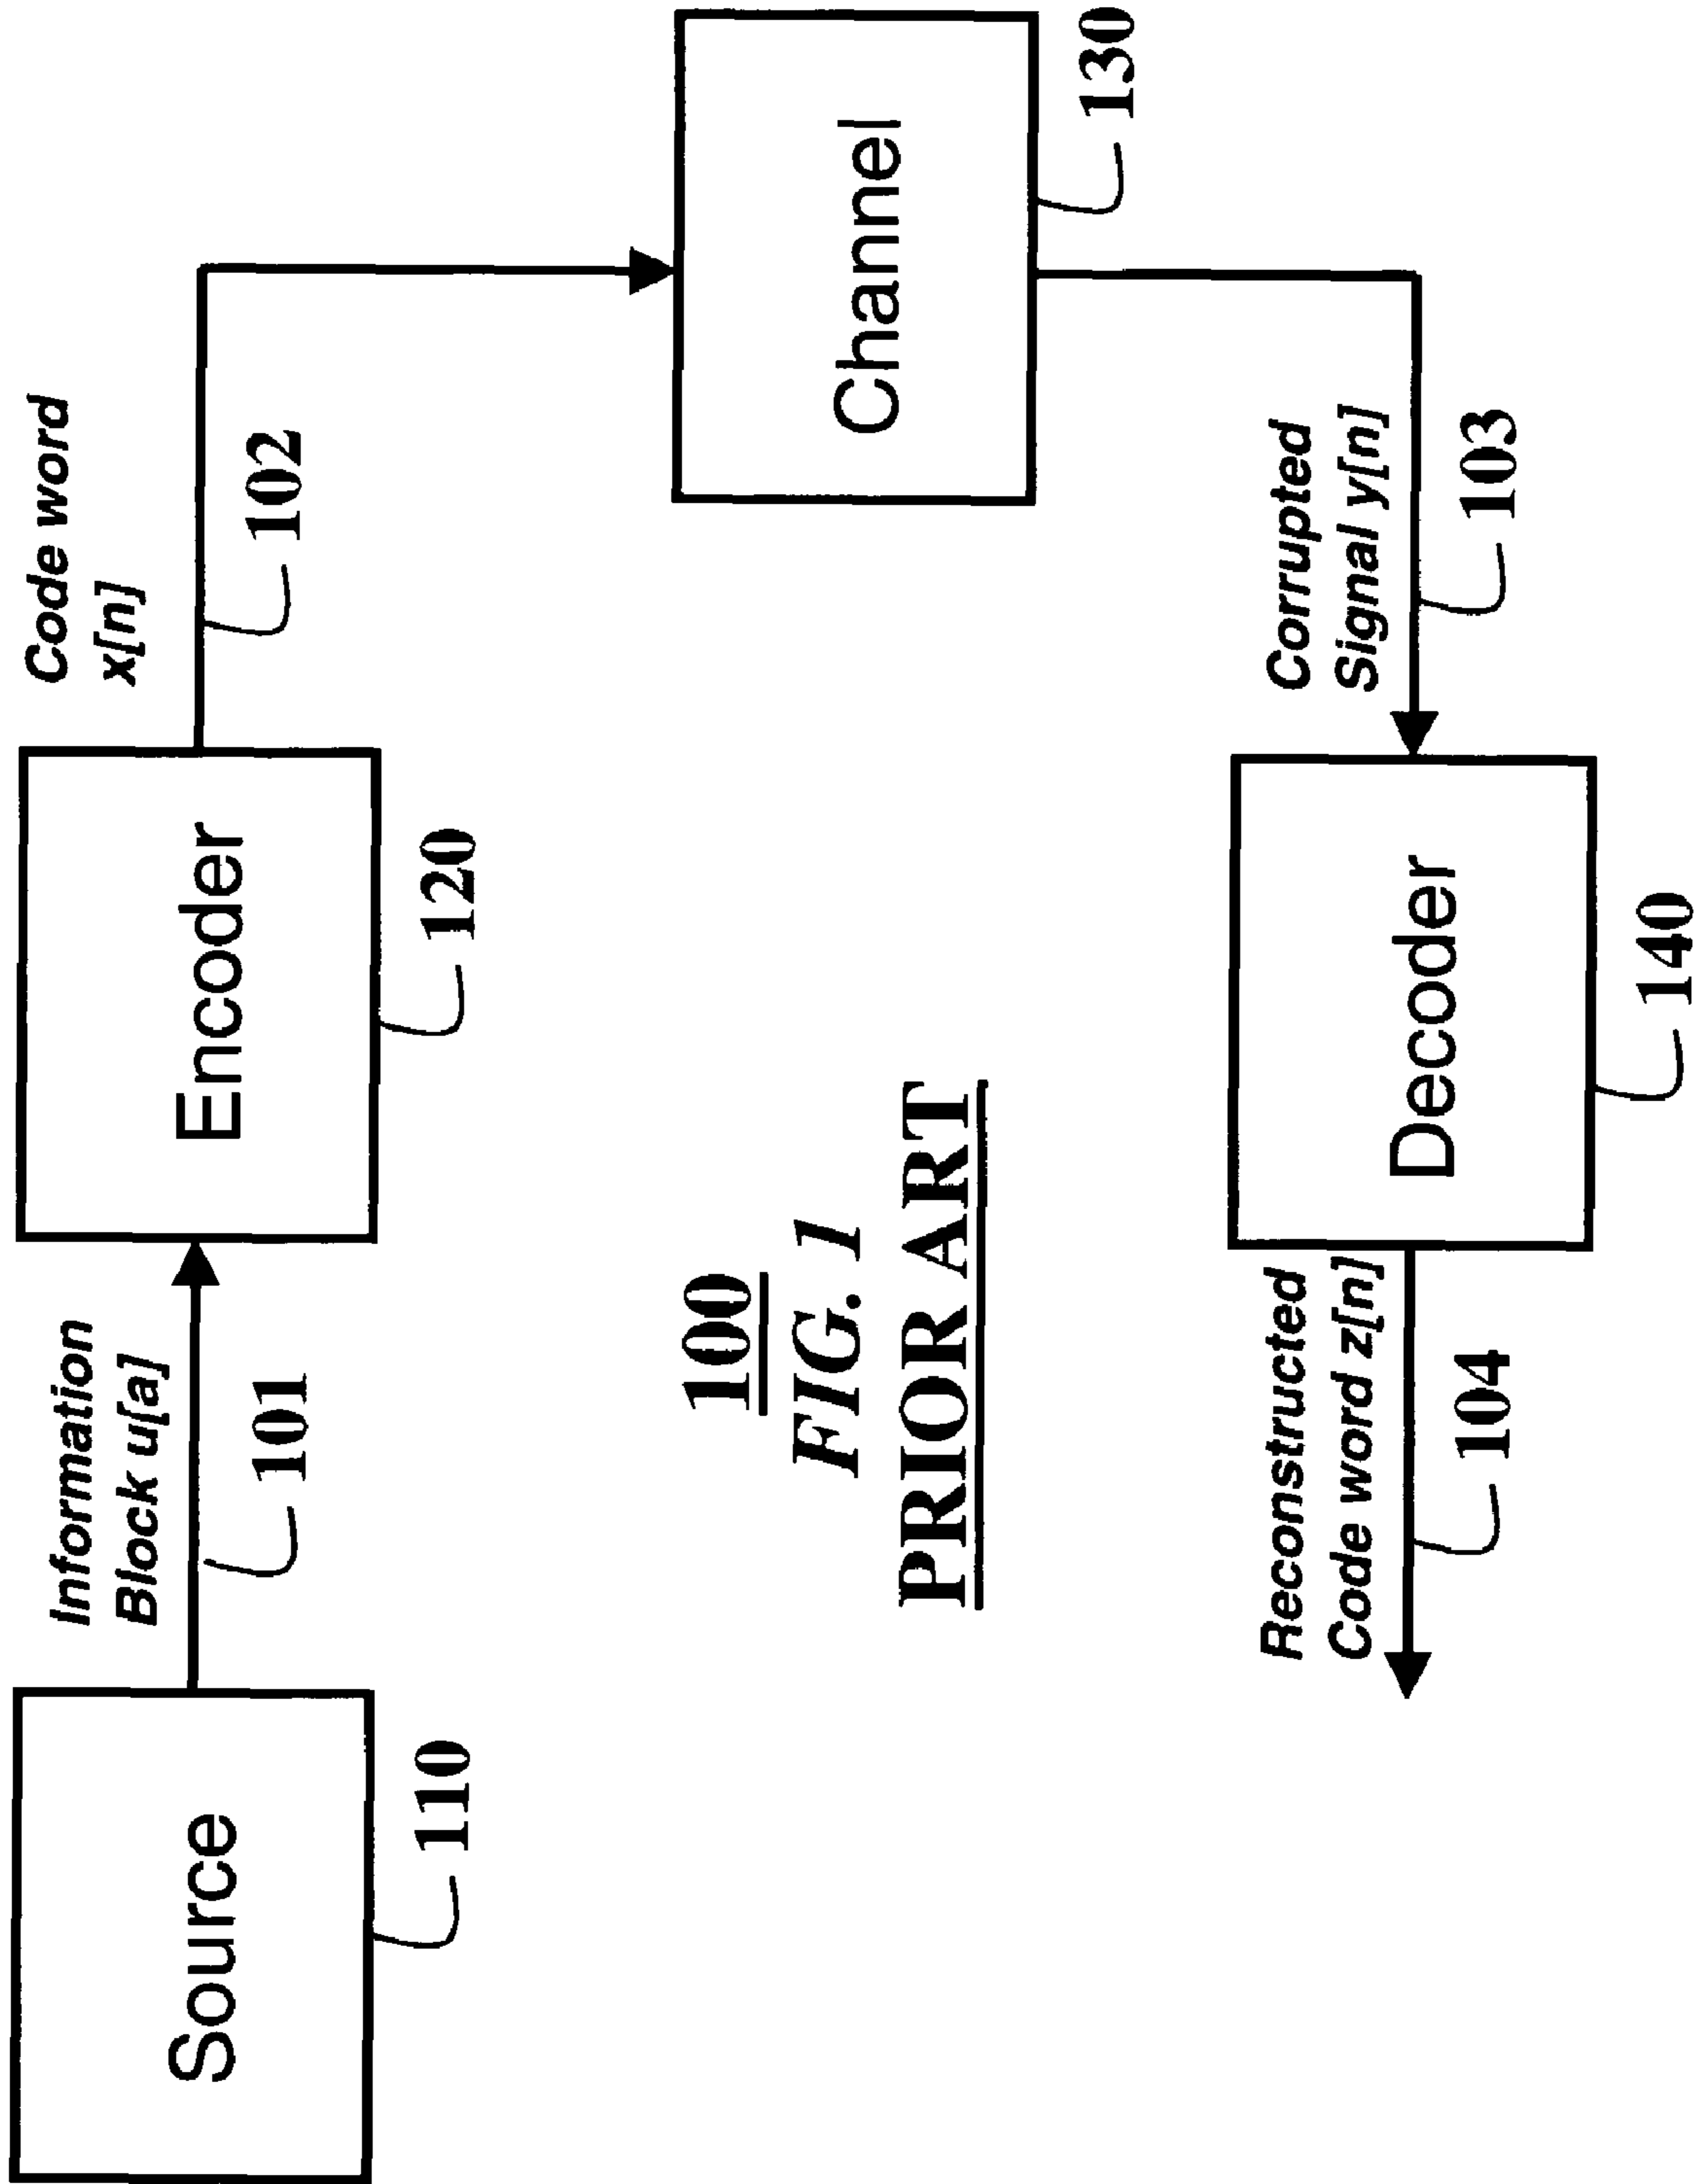 Source
110
Information
Block u[a]
101
Encoder
120
Code word
x[n]
102
Channel
130
Corrupted
Signal y[n]
103
Decoder
140
Reconstructed
Code word z[n]
104
100
FIG. 1
PRIOR ART